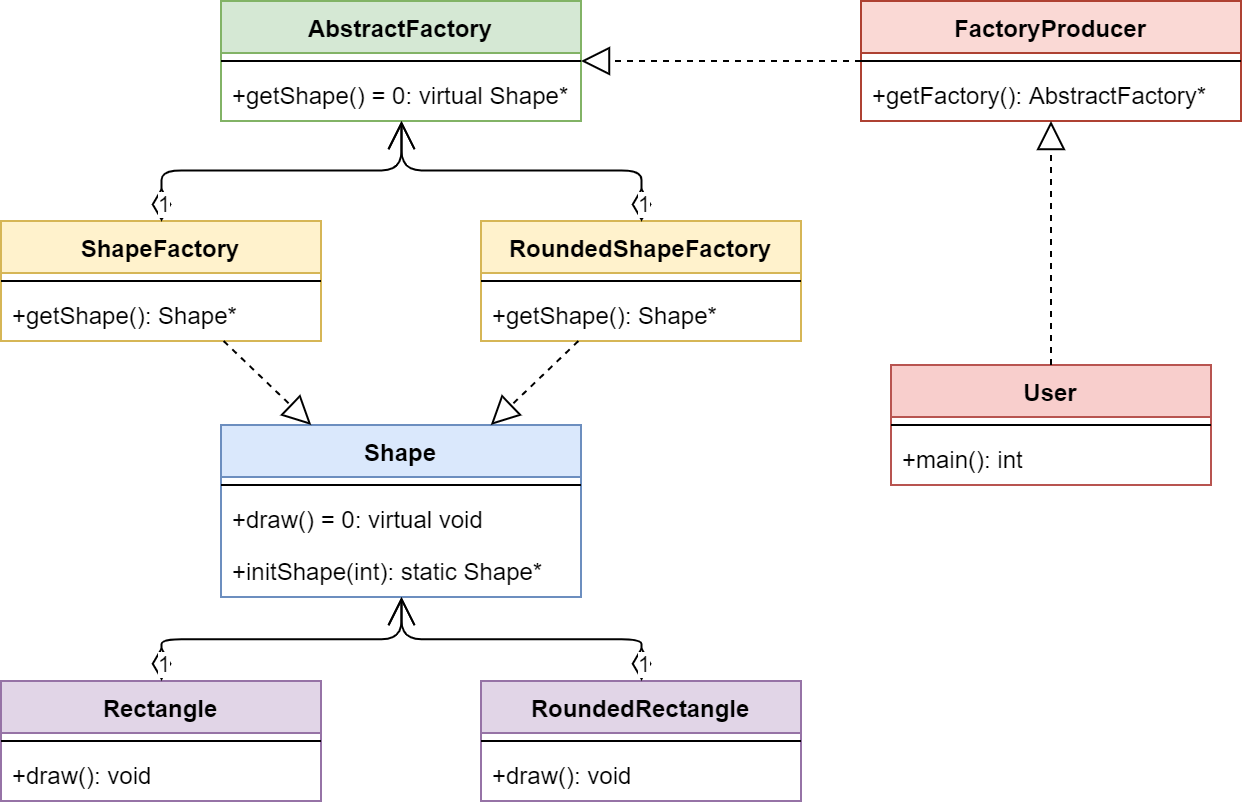 AbstractFactory
+getShape() = 0: virtual Shape*
FactoryProducer
+getFactory(): AbstractFactory*
1
1
ShapeFactory
+getShape(): Shape*
RoundedShapeFactory
+getShape(): Shape*
User
+main(): int
Shape
+draw() = 0: virtual void
+initShape(int): static Shape*
1
1
Rectangle
+draw(): void
RoundedRectangle
+draw(): void